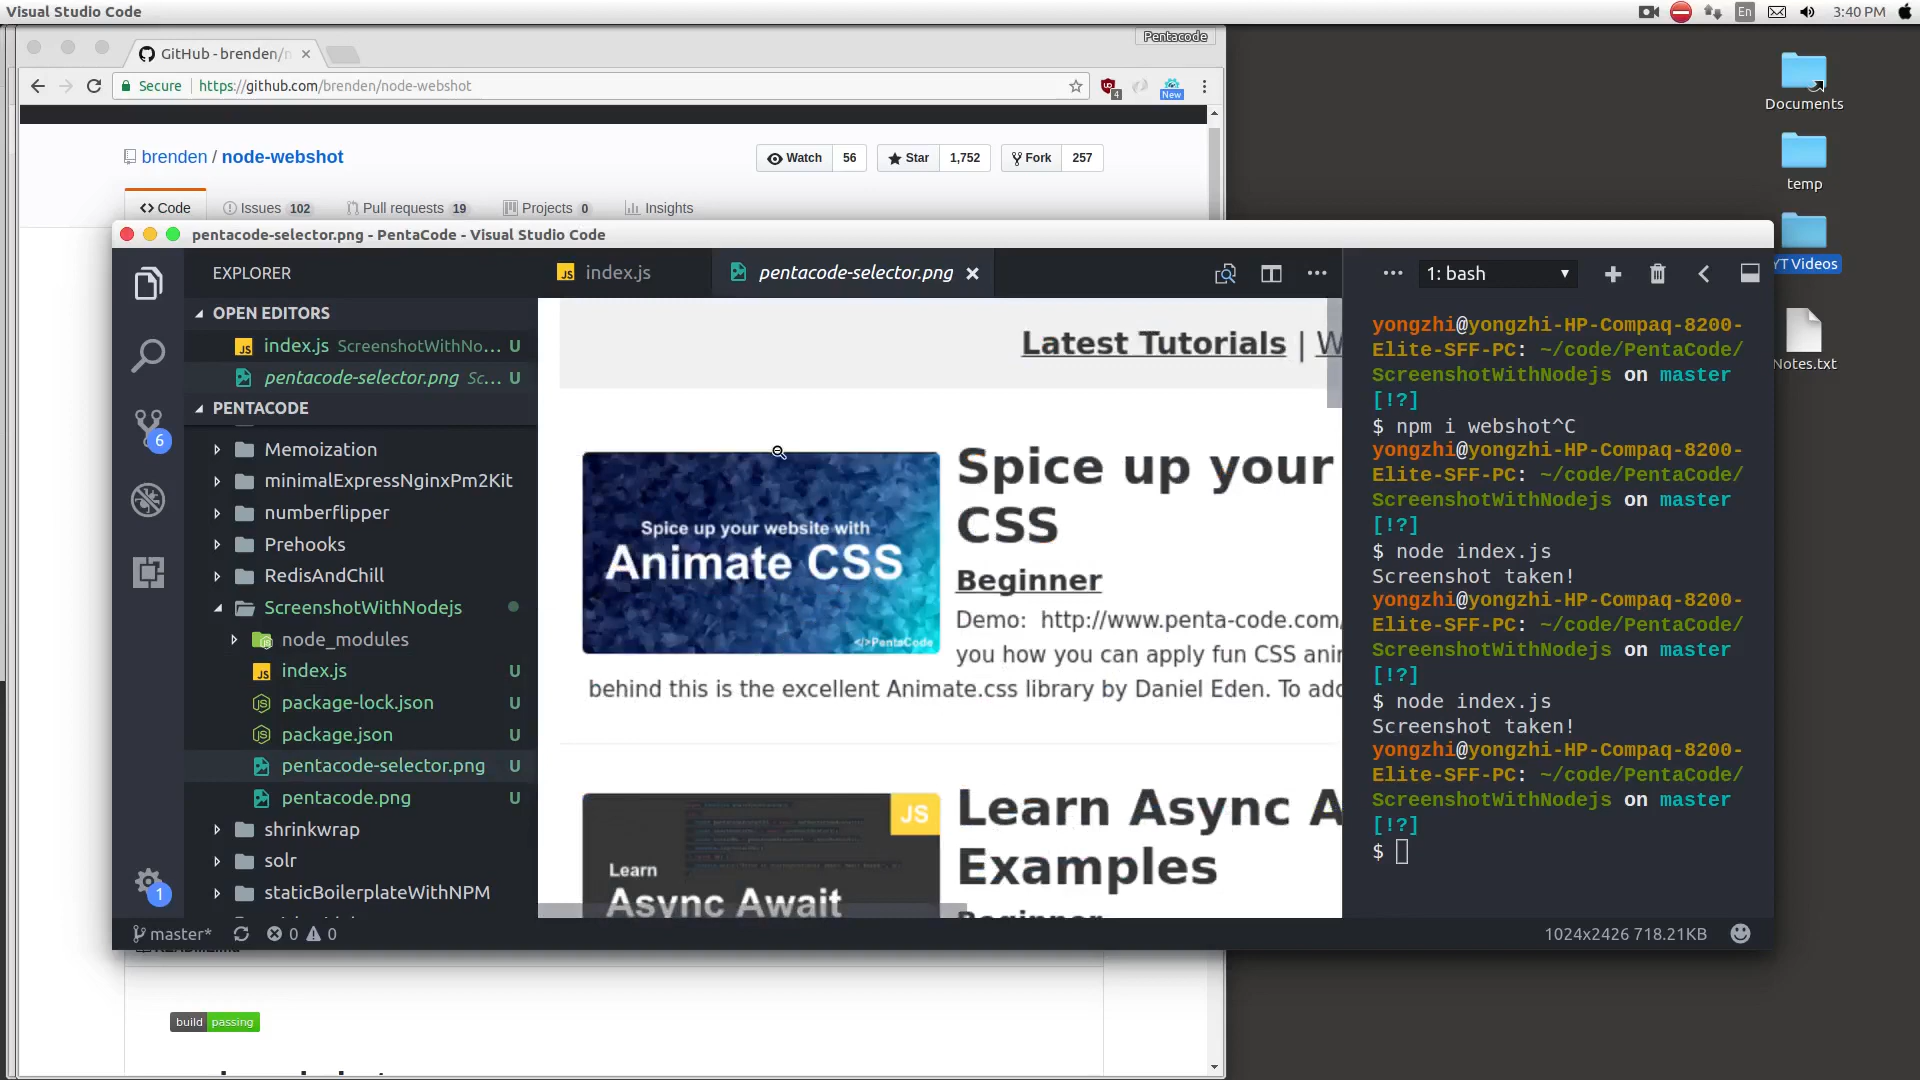 Visual Studio Code
En
3:40 PM
Pentacode
GitHub - brenden/n
Secure
https://github.com/brenden/node-webshot
4
New
brenden / node-webshot
Watch 56
Star 1,752
Fork 257
Code
Issues 102
Pull requests 19
Projects 0
Insights
Documents
temp
YT Videos
Notes.txt
pentacode-selector.png - PentaCode - Visual Studio Code
EXPLORER
OPEN EDITORS
JS index.js ScreenshotWithNo... U
pentacode-selector.png Sc... U
PENTACODE
Memoization
minimalExpressNginxPm2Kit
numberflipper
Prehooks
RedisAndChill
ScreenshotWithNodejs
node_modules
JS index.js U
package-lock.json U
package.json U
pentacode-selector.png U
pentacode.png U
shrinkwrap
solr
staticBoilerplateWithNPM
6
1
JS index.js
pentacode-selector.png
Latest Tutorials | W
Spice up your website with
Animate CSS
</>PentaCode
Spice up your
CSS
Beginner
Demo: http://www.penta-code.com/
you how you can apply fun CSS ani
behind this is the excellent Animate.css library by Daniel Eden. To add
JS
Learn
Async Await
Learn Async A
Examples
Beginner
1: bash
yongzhi@yongzhi-HP-Compaq-8200-
Elite-SFF-PC: ~/code/PentaCode/
ScreenshotWithNodejs on master
[!?]
$ npm i webshot^C
yongzhi@yongzhi-HP-Compaq-8200-
Elite-SFF-PC: ~/code/PentaCode/
ScreenshotWithNodejs on master
[!?]
$ node index.js
Screenshot taken!
yongzhi@yongzhi-HP-Compaq-8200-
Elite-SFF-PC: ~/code/PentaCode/
ScreenshotWithNodejs on master
[!?]
$ node index.js
Screenshot taken!
yongzhi@yongzhi-HP-Compaq-8200-
Elite-SFF-PC: ~/code/PentaCode/
ScreenshotWithNodejs on master
[!?]
$
master*
0
0
1024x2426 718.21KB
build passing